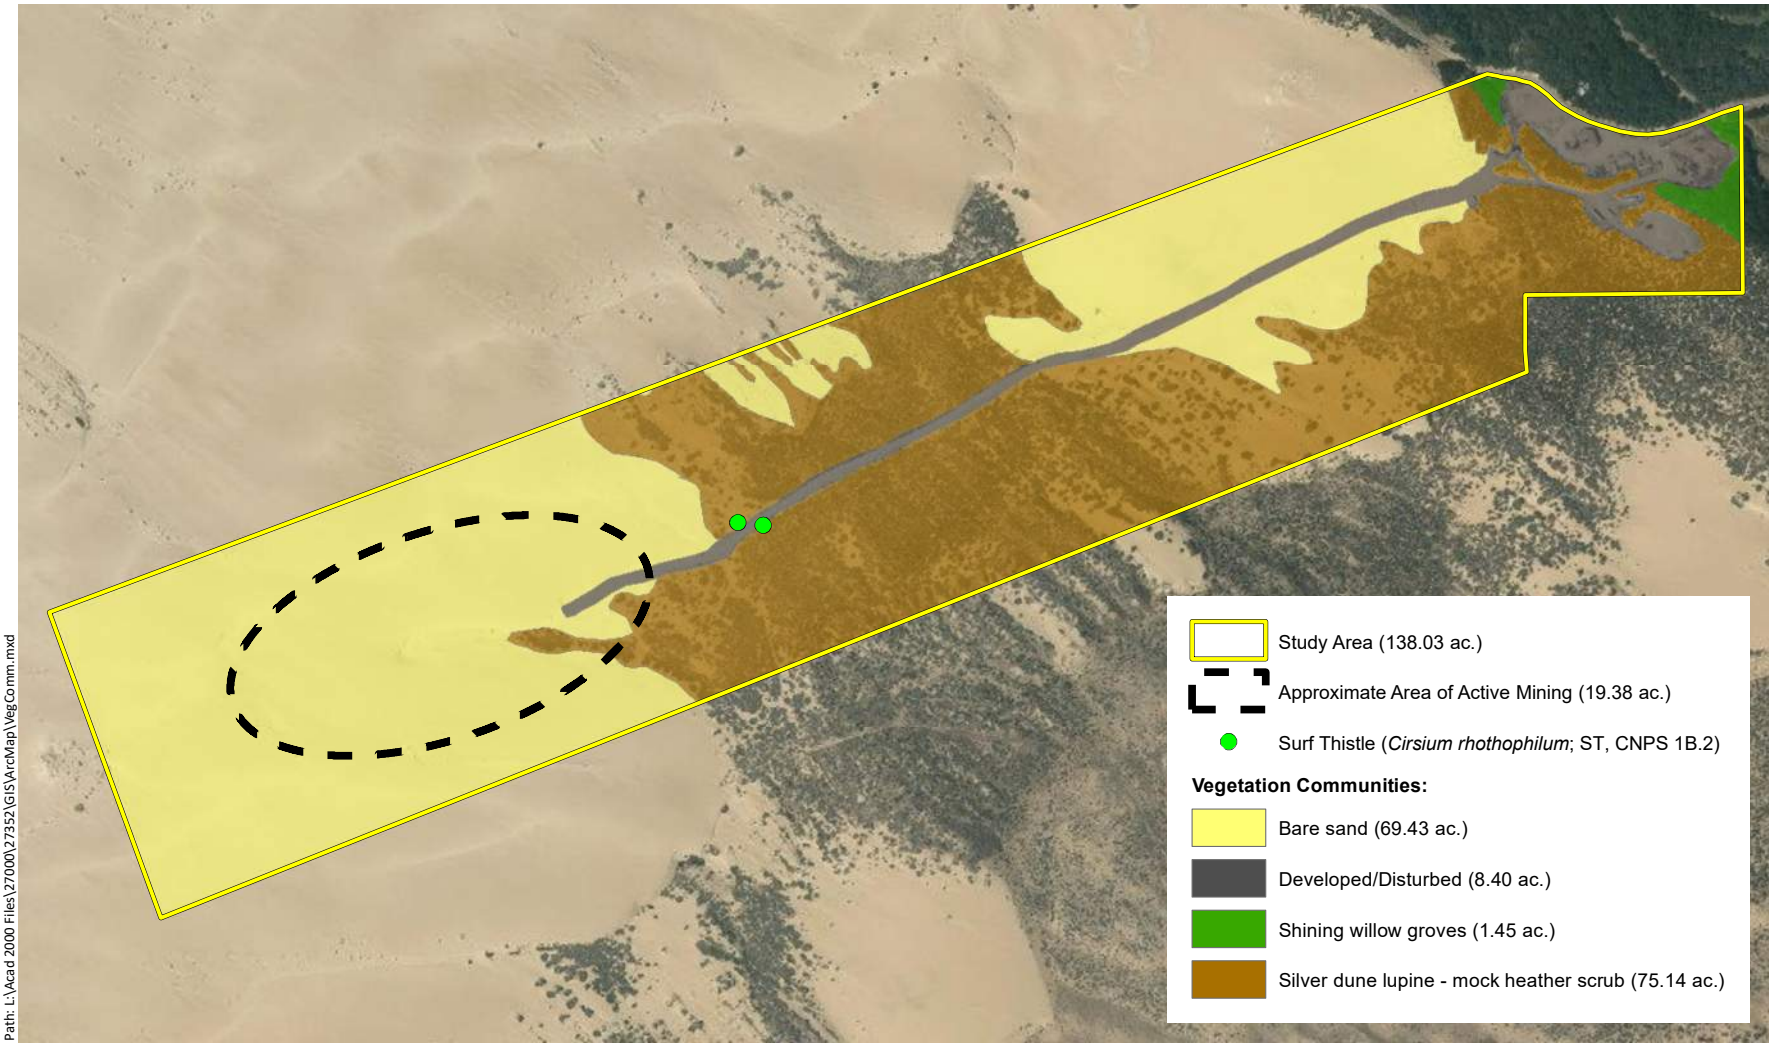 Study Area (138.03 ac.)
Approximate Area of Active Mining (19.38 ac.)
Surf Thistle (Cirsium rhothophilum; ST, CNPS 1B.2)
Vegetation Communities:
Bare sand (69.43 ac.)
Developed/Disturbed (8.40 ac.)
Shining willow groves (1.45 ac.)
Silver dune lupine - mock heather scrub (75.14 ac.)
Path: L:\Acad 2000 Files\27000\27352\GIS\ArcMap\VegComm.mxd